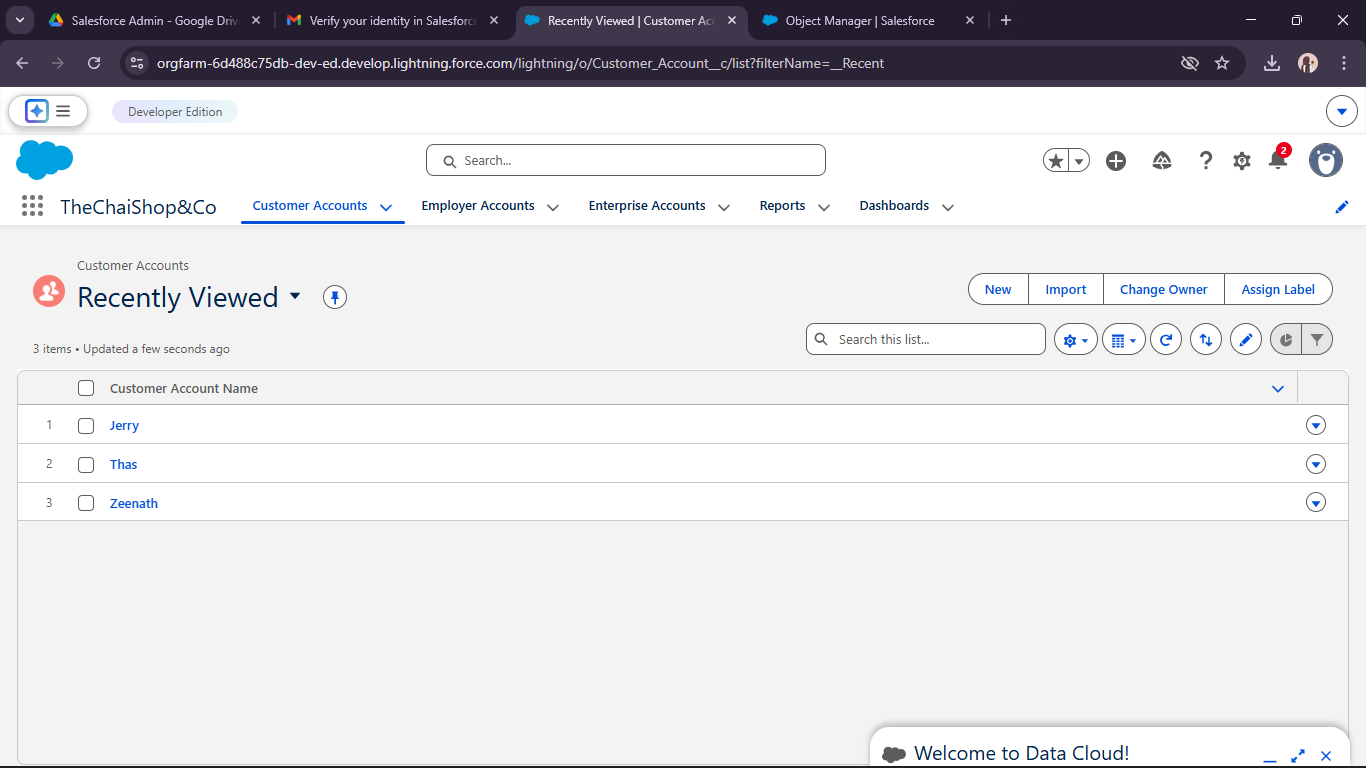 Salesforce Admin - Google Driv
Verify your identity in Salesforc
Recently Viewed | Customer Acc
Object Manager | Salesforce
orgfarm-6d488c75db-dev-ed.develop.lightning.force.com/lightning/o/Customer_Account__c/list?filterName=__Recent
Developer Edition
Search...
2
TheChaiShop&Co
Customer Accounts
Employer Accounts
Enterprise Accounts
Reports
Dashboards
Customer Accounts
Recently Viewed
New
Import
Change Owner
Assign Label
3 items • Updated a few seconds ago
Search this list...
Customer Account Name
1 Jerry
2 Thas
3 Zeenath
Welcome to Data Cloud!